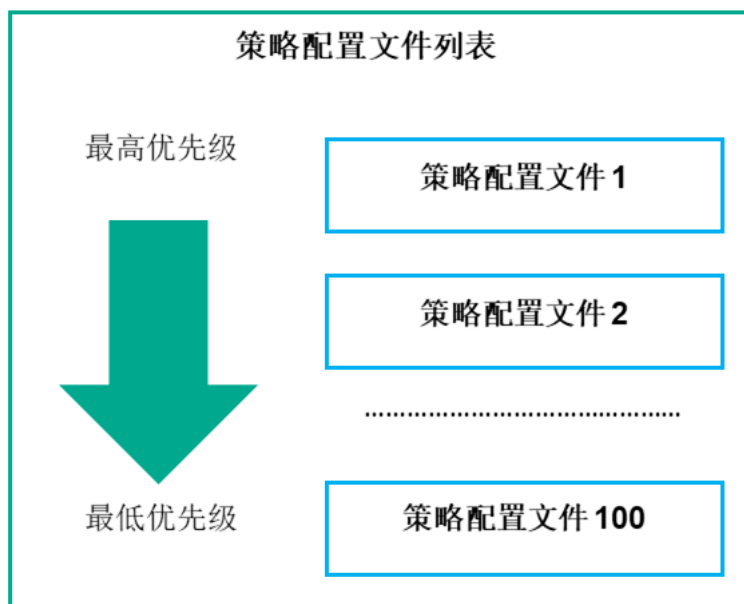 策略配置文件列表
最高优先级
策略配置文件 1
策略配置文件 2
................................................
最低优先级
策略配置文件 100